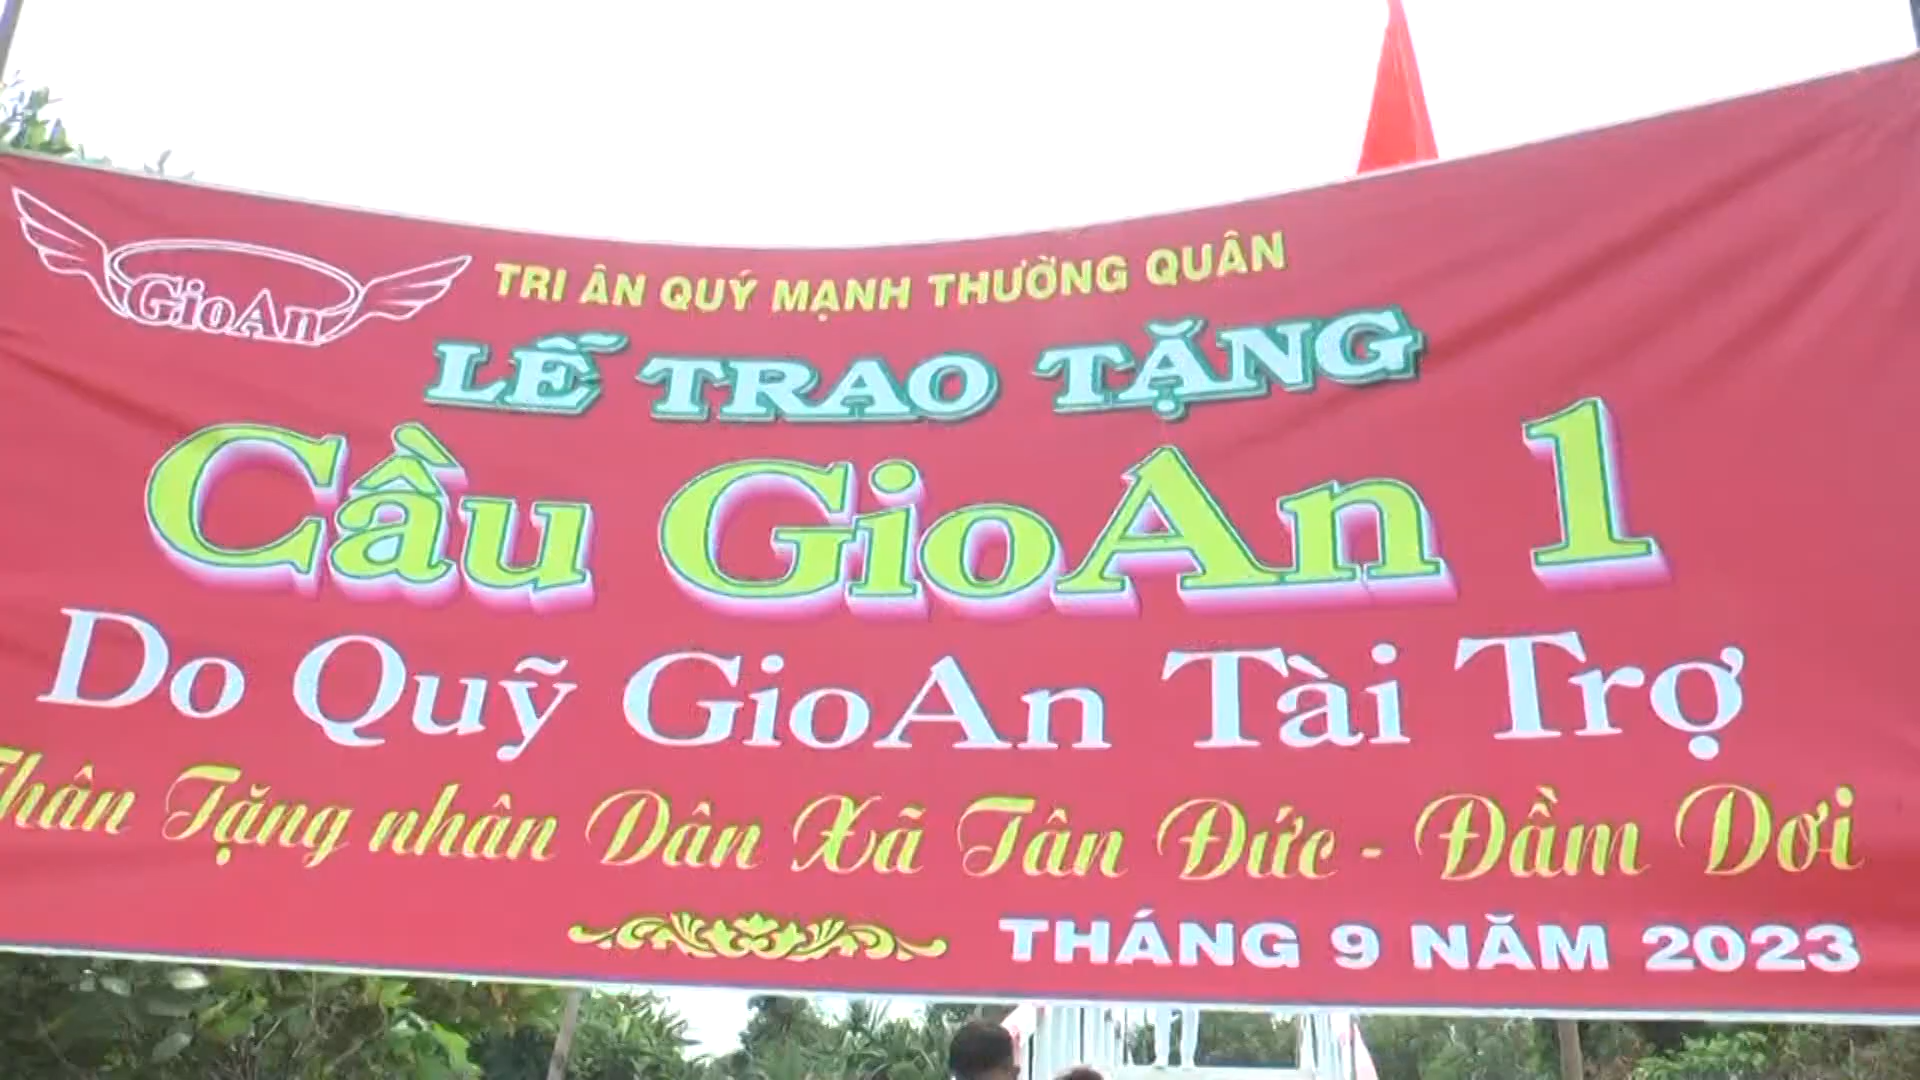 GioAn
TRI ÂN QUÝ MẠNH THƯỜNG QUÂN
LỄ TRAO TẶNG
Cầu GioAn 1
Do Quỹ GioAn Tài Trợ
Thân Tặng nhân Dân Xã Tân Đức - Đầm Dơi
THÁNG 9 NĂM 2023